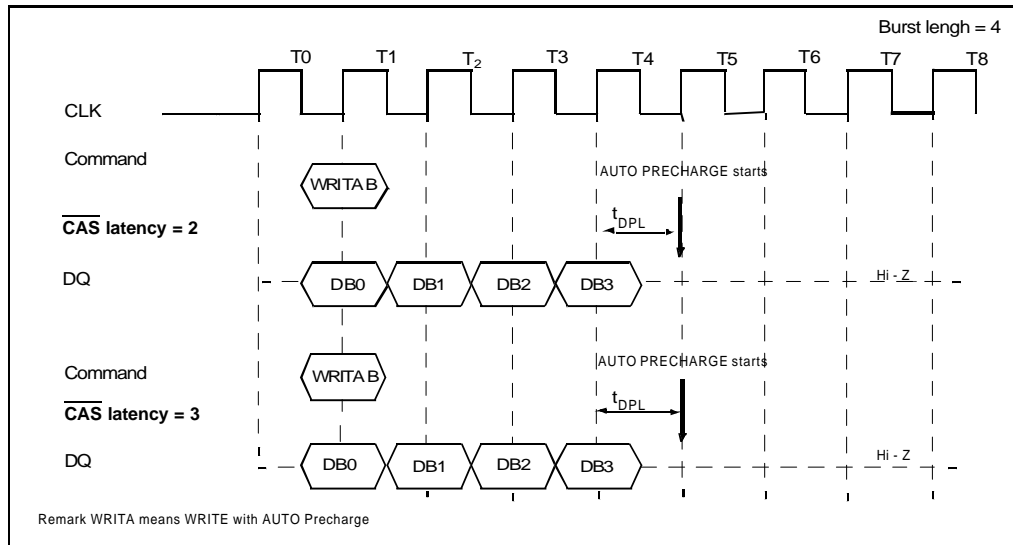 Burst lengh = 4
T0 T1 T2 T3 T4 T5 T6 T7 T8
CLK
Command
WRITA B
AUTO PRECHARGE starts
CAS latency = 2
tDPL
DQ
DB0 DB1 DB2 DB3
Hi - Z
Command
WRITA B
AUTO PRECHARGE starts
CAS latency = 3
tDPL
DQ
DB0 DB1 DB2 DB3
Hi - Z
Remark WRITA means WRITE with AUTO Precharge